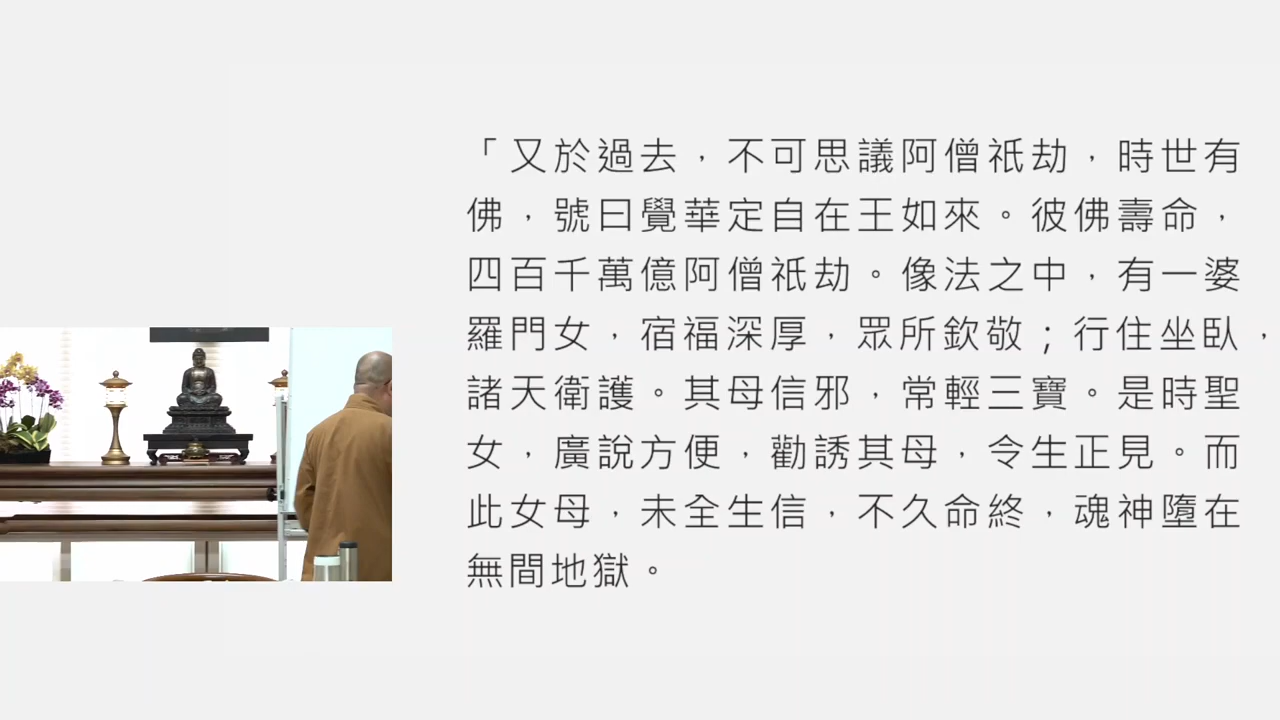 「又於過去，不可思議阿僧祇劫，時世有
佛，號曰覺華定自在王如來。彼佛壽命，
四百千萬億阿僧祇劫。像法之中，有一婆
羅門女，宿福深厚，眾所欽敬；行住坐臥，
諸天衛護。其母信邪，常輕三寶。是時聖
女，廣說方便，勸誘其母，令生正見。而
此女母，未全生信，不久命終，魂神墮在
無間地獄。